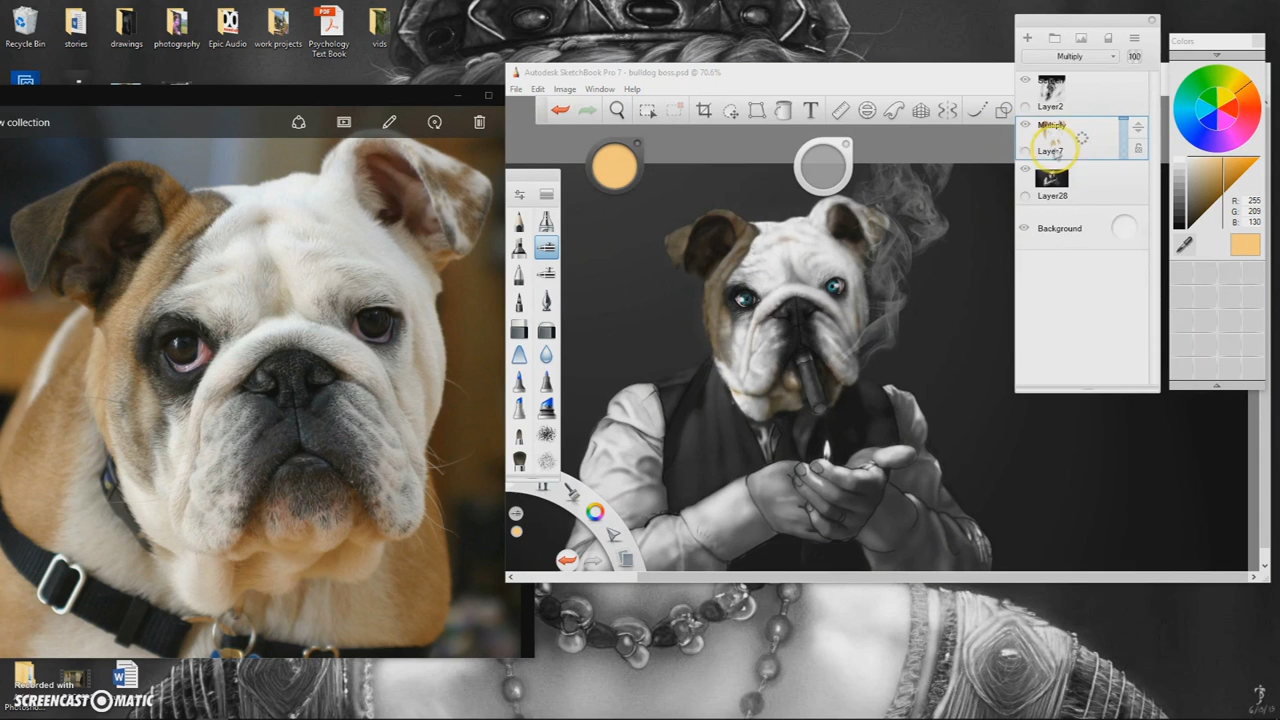 Recycle Bin
stories
drawings
photography
Epic Audio
work projects
PDF
Psychology
Text Book
vids
w collection
Autodesk SketchBook Pro 7 - bulldog boss.psd @ 70.6%
File Edit Image Window Help
T
Multiply
100
Layer2
Multiply
Layer7
Layer28
Background
Colors
R: 255
G: 209
B: 130
Recorded with
SCREENCAST MATIC